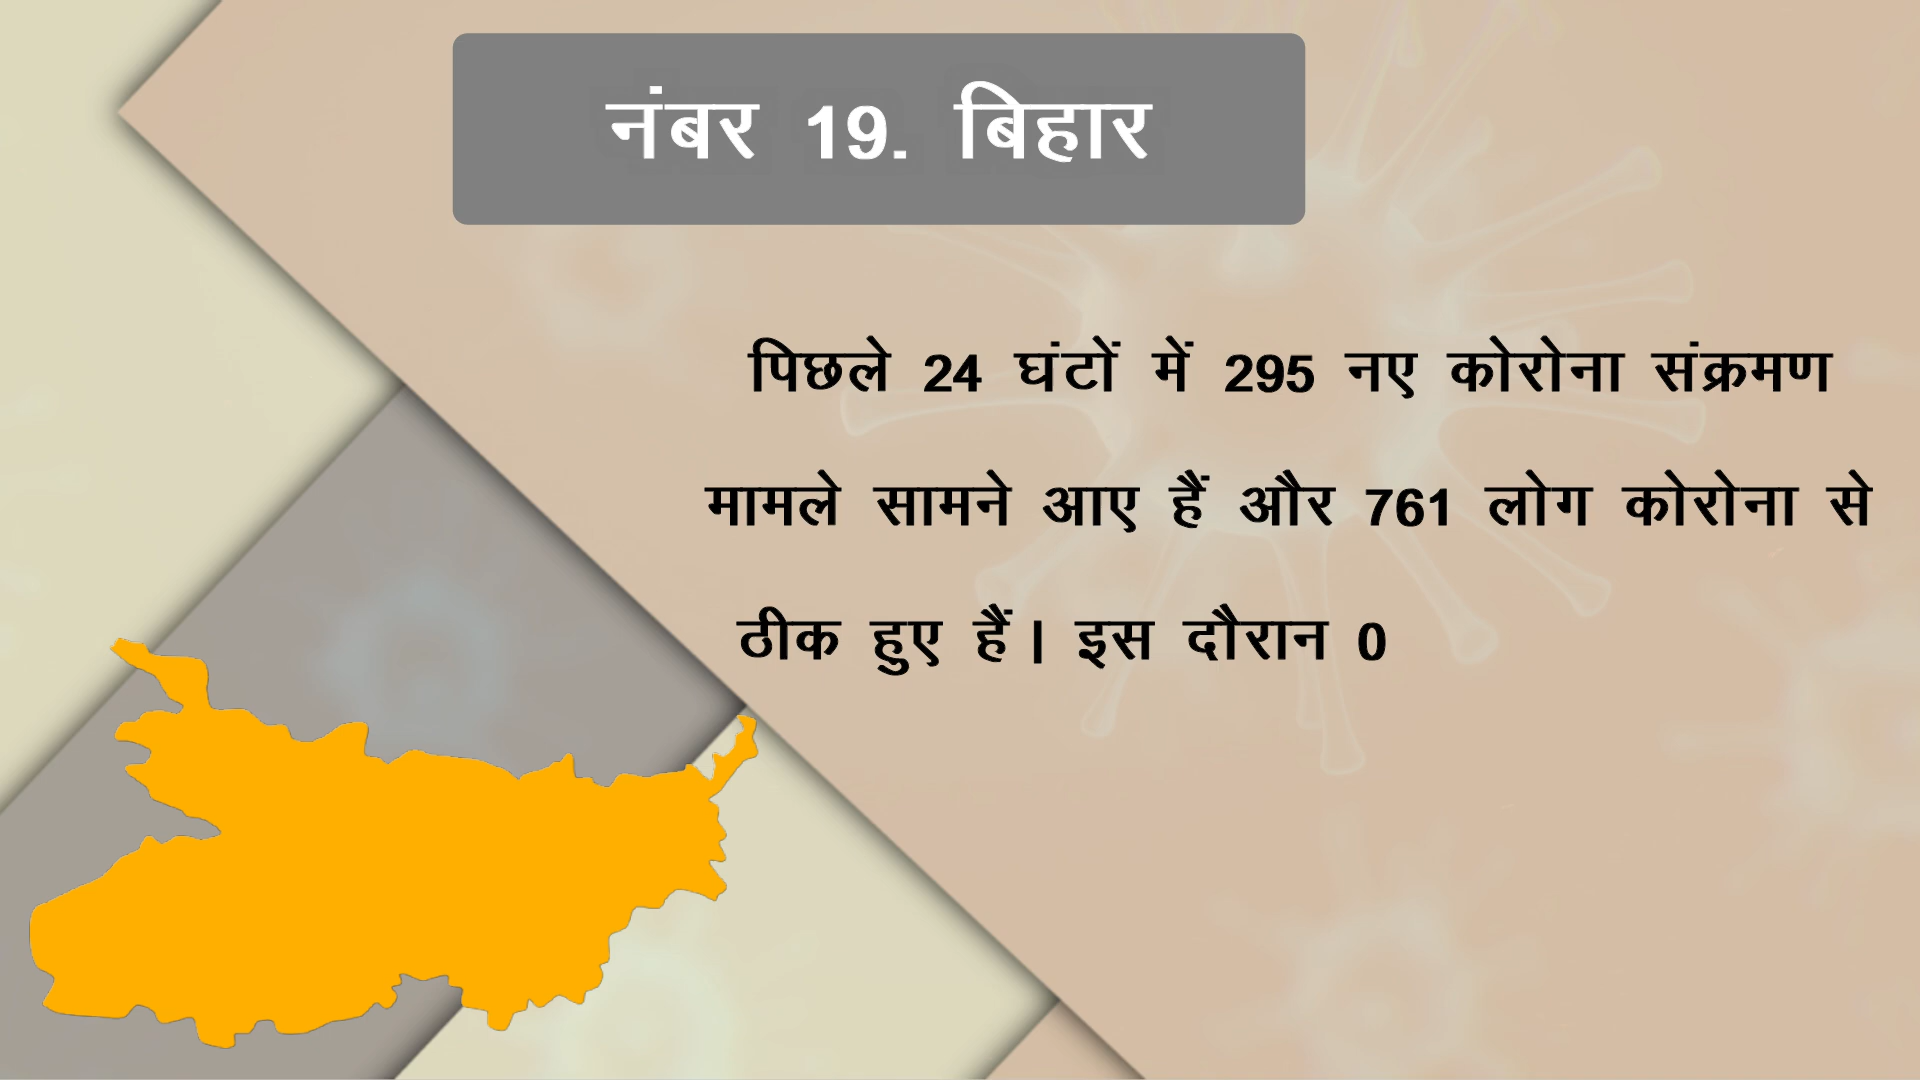 नंबर 19. बिहार
पिछले 24 घंटों में 295 नए कोरोना संक्रमण
मामले सामने आए हैं और 761 लोग कोरोना से
ठीक हुए हैं। इस दौरान 0